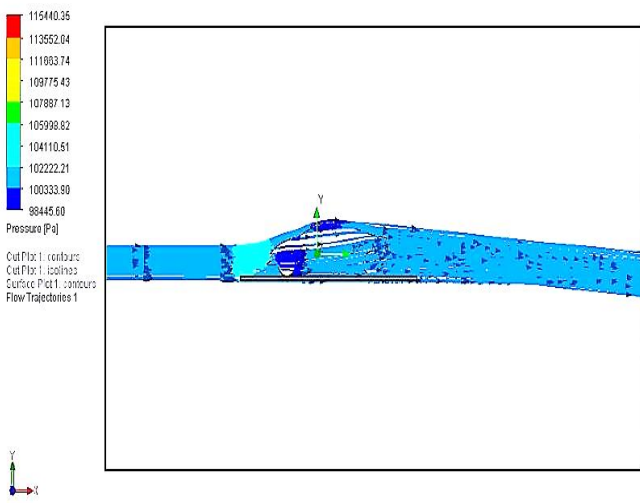 115440.35
113552.04
111663.74
109775.43
107887.13
105998.82
104110.51
102222.21
100333.90
98445.60
Pressure [Pa]
Cut Plot 1: contours
Cut Plot 1: isolines
Surface Plot 1: contours
Flow Trajectories 1
Y
Y
X